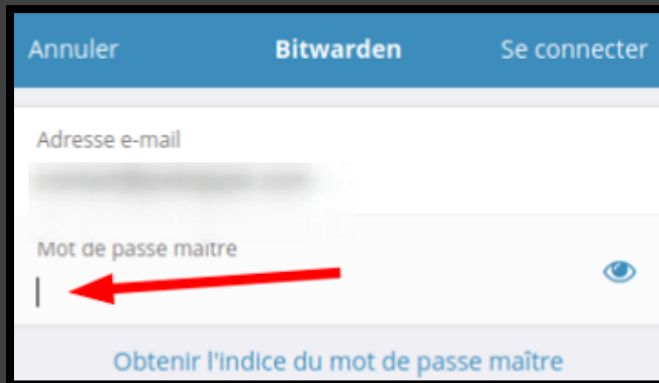 Annuler Bitwarden Se connecter
Adresse e-mail
Mot de passe maître
Obtenir l'indice du mot de passe maître